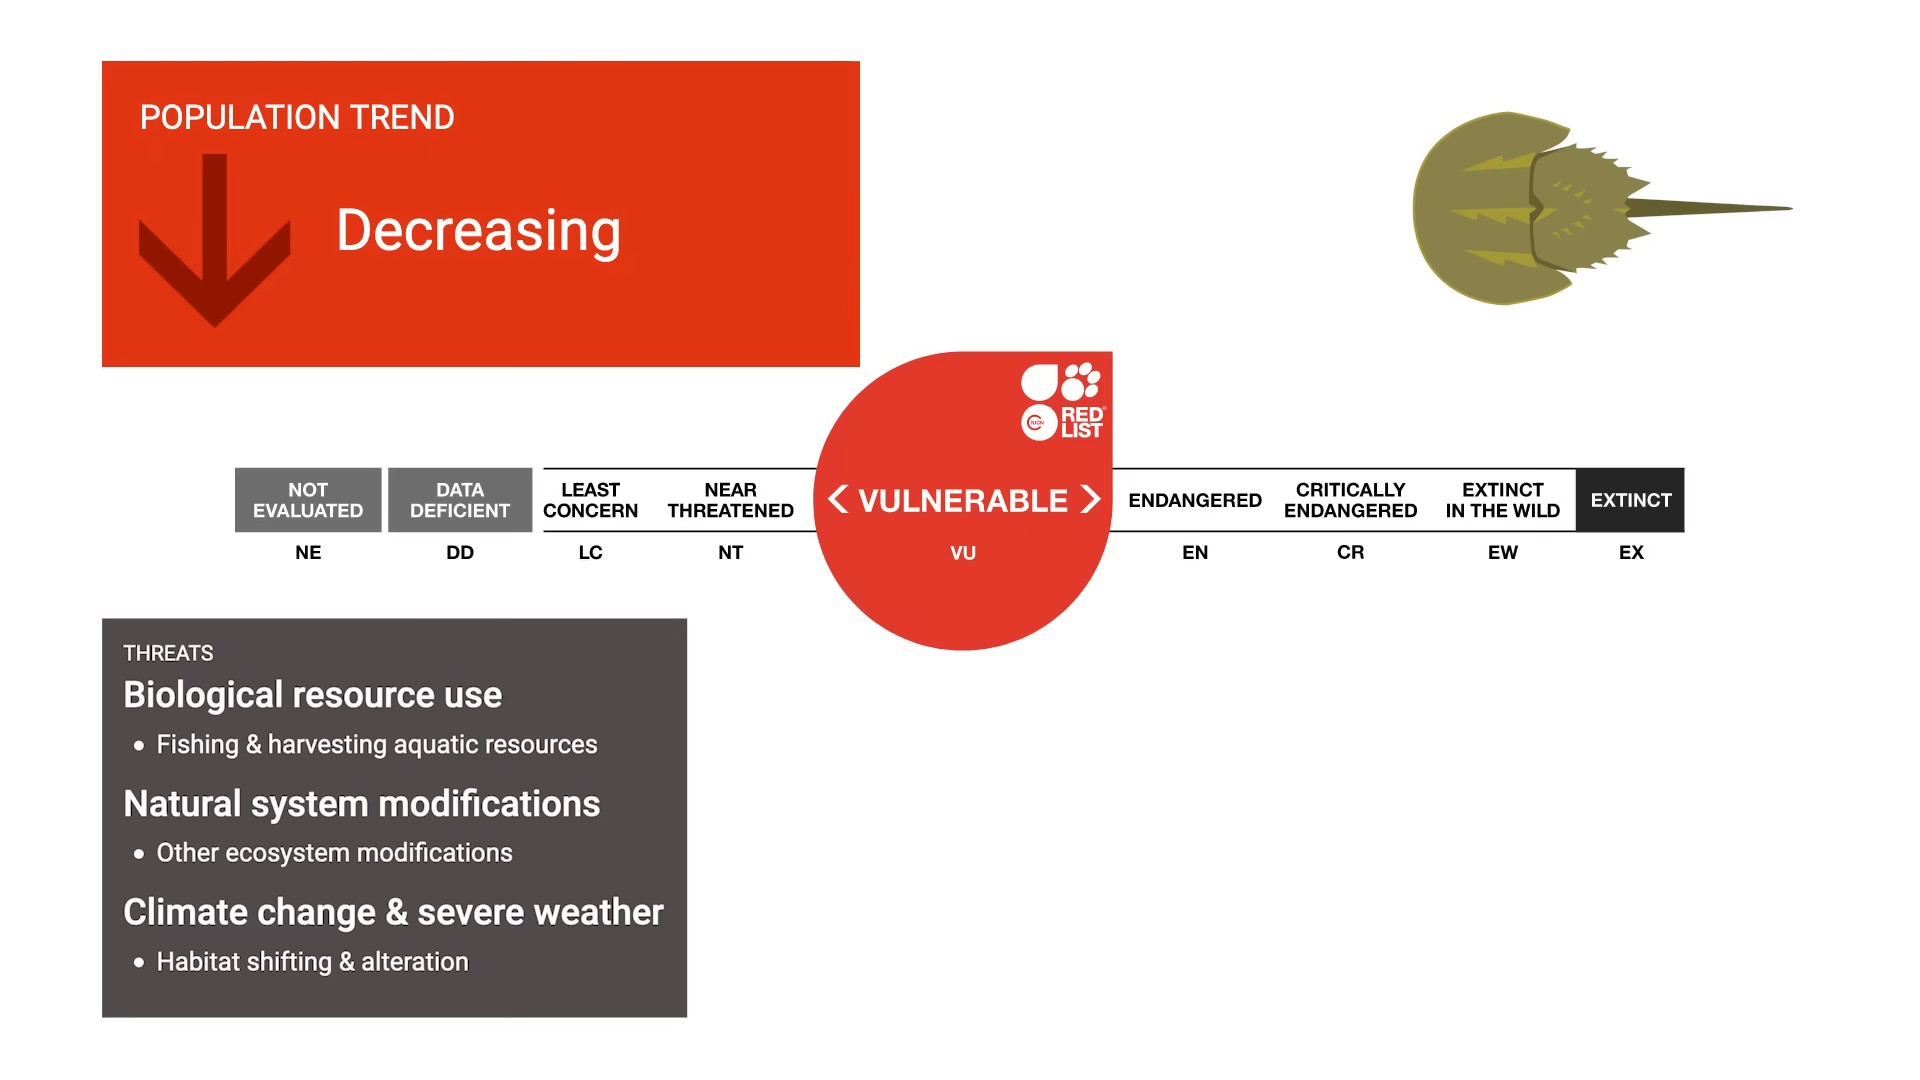 POPULATION TREND
Decreasing
RED
LIST
IUCN
NOT
EVALUATED
NE
DATA
DEFICIENT
DD
LEAST
CONCERN
LC
NEAR
THREATENED
NT
< VULNERABLE >
VU
ENDANGERED
EN
CRITICALLY
ENDANGERED
CR
EXTINCT
IN THE WILD
EW
EXTINCT
EX
THREATS
Biological resource use
• Fishing & harvesting aquatic resources
Natural system modifications
• Other ecosystem modifications
Climate change & severe weather
• Habitat shifting & alteration